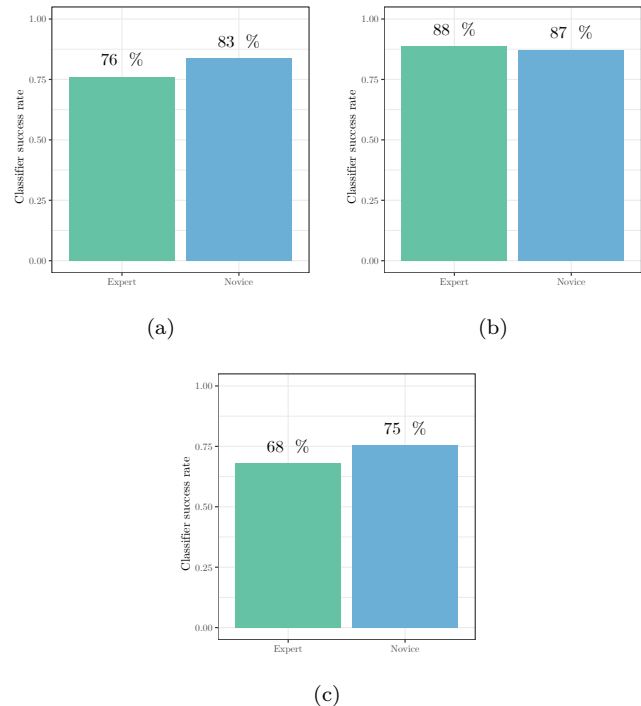 1.00
88 %
83 %
87 %
76 %
0.75
Classifier success rate
0.50
0.25
0.00
Expert
Novice
(a)
1.00
0.75
Classifier success rate
0.50
0.25
0.00
Expert
Novice
(b)
1.00
75 %
68 %
0.75
Classifier success rate
0.50
0.25
0.00
Expert
Novice
(c)